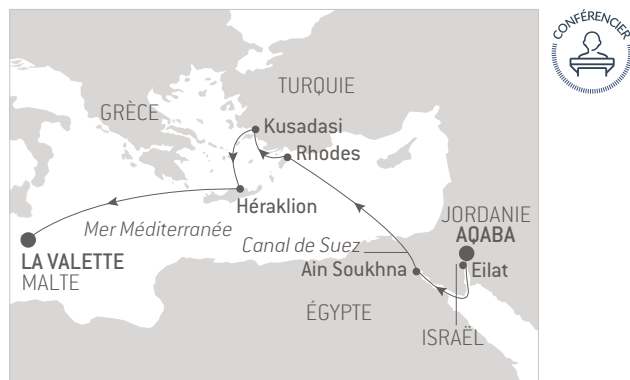 CONFÉRENCIER
TURQUIE
GRÈCE
Kusadasi
Rhodes
Héraklion
JORDANIE
Mer Méditerranée
AQABA
Canal de Suez
LA VALETTE
MALTE
Ain Soukhna
Eilat
ÉGYPTE
ISRAËL